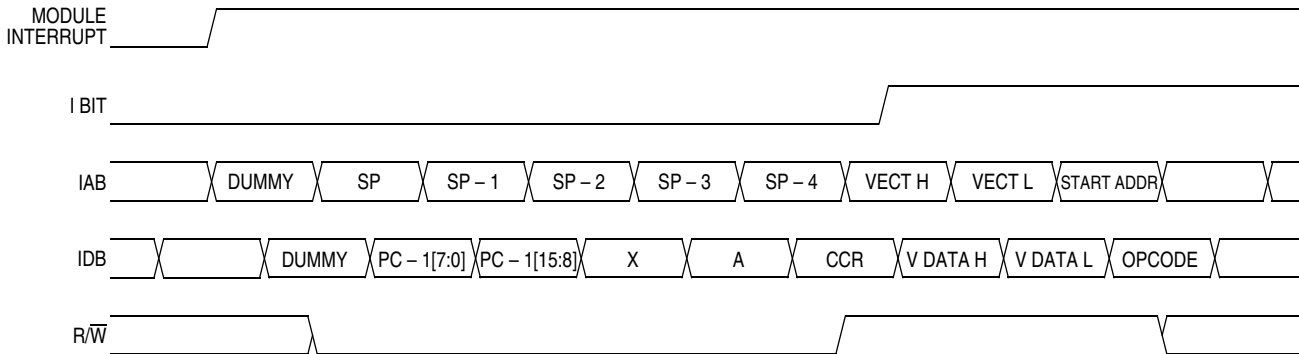 MODULE
INTERRUPT
I BIT
IAB DUMMY SP SP – 1 SP – 2 SP – 3 SP – 4 VECT H VECT L START ADDR
IDB DUMMY PC – 1[7:0] PC – 1[15:8] X A CCR V DATA H V DATA L OPCODE
R/W̅